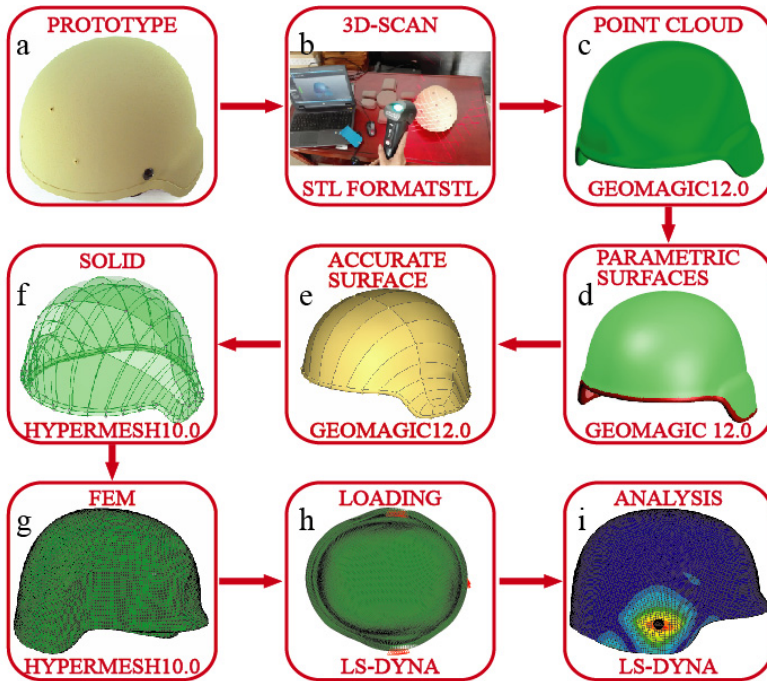 PROTOTYPE
a
3D-SCAN
b
STL FORMATSTL
POINT CLOUD
c
GEOMAGIC12.0
SOLID
f
HYPERMESH10.0
ACCURATE
SURFACE
e
GEOMAGIC12.0
PARAMETRIC
SURFACES
d
GEOMAGIC 12.0
FEM
g
HYPERMESH10.0
LOADING
h
LS-DYNA
ANALYSIS
i
LS-DYNA